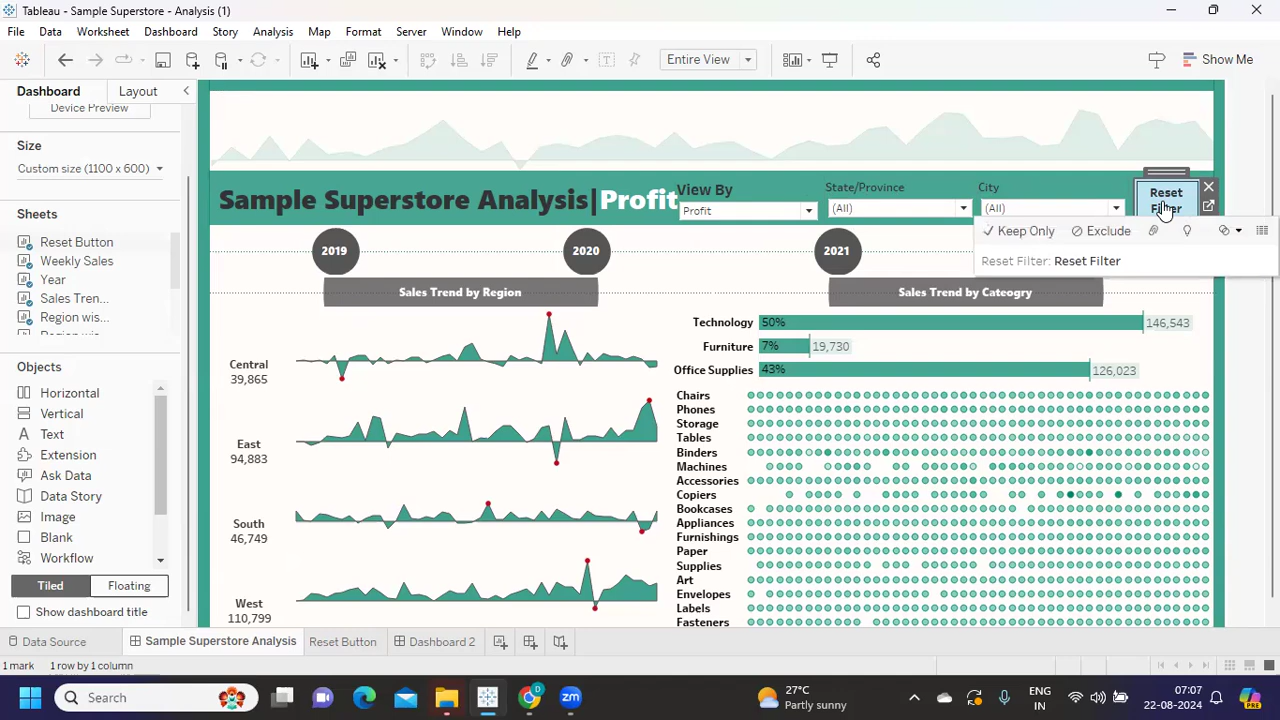 Tableau - Sample Superstore - Analysis (1)
File Data Worksheet Dashboard Story Analysis Map Format Server Window Help
Entire View
Show Me
Dashboard Layout
Device Preview
Size
Custom size (1100 x 600)
Sheets
Reset Button
Weekly Sales
Year
Sales Tren...
Region wis...
Objects
Horizontal
Vertical
Text
Extension
Ask Data
Data Story
Image
Blank
Workflow
Tiled Floating
Show dashboard title
Sample Superstore Analysis|Profit
View By
Profit
State/Province
(All)
City
(All)
Reset
Filter
Keep Only Exclude
Reset Filter: Reset Filter
2019 2020 2021
Sales Trend by Region
Sales Trend by Cateogry
Central
39,865
East
94,883
South
46,749
West
110,799
Technology 50% 146,543
Furniture 7% 19,730
Office Supplies 43% 126,023
Chairs
Phones
Storage
Tables
Binders
Machines
Accessories
Copiers
Bookcases
Appliances
Furnishings
Paper
Supplies
Art
Envelopes
Labels
Fasteners
Data Source Sample Superstore Analysis Reset Button Dashboard 2
1 mark 1 row by 1 column
Search
27°C
Partly sunny
ENG
IN
07:07
22-08-2024